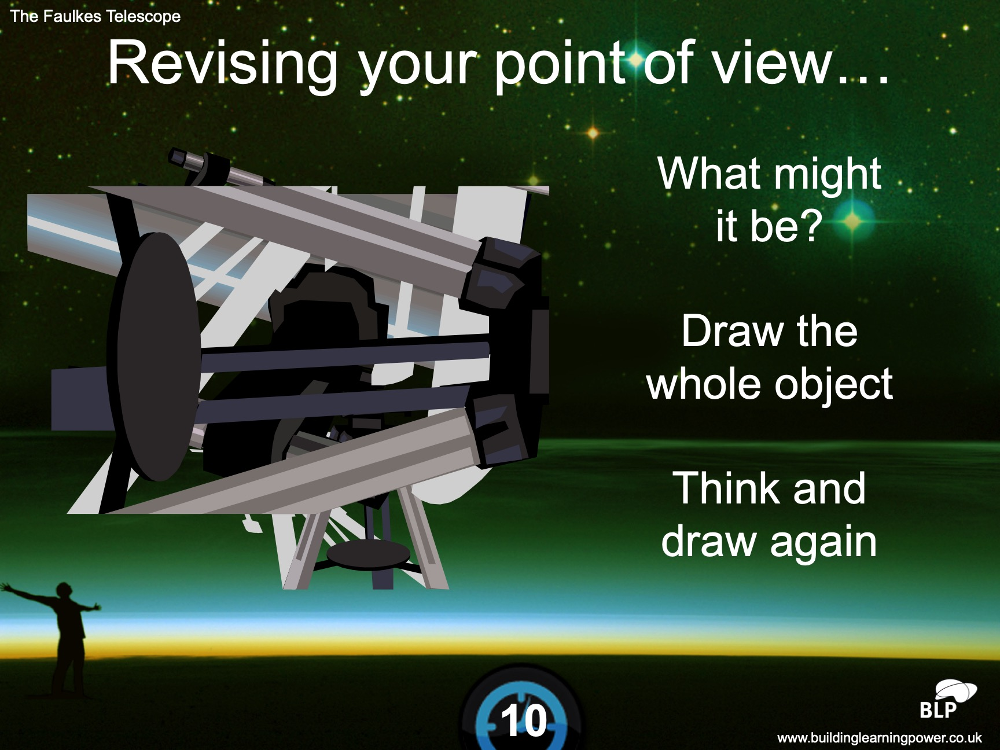 The Faulkes Telescope
Revising your point of view...
What might
it be?
Draw the
whole object
Think and
draw again
10
BLP
www.buildinglearningpower.co.uk